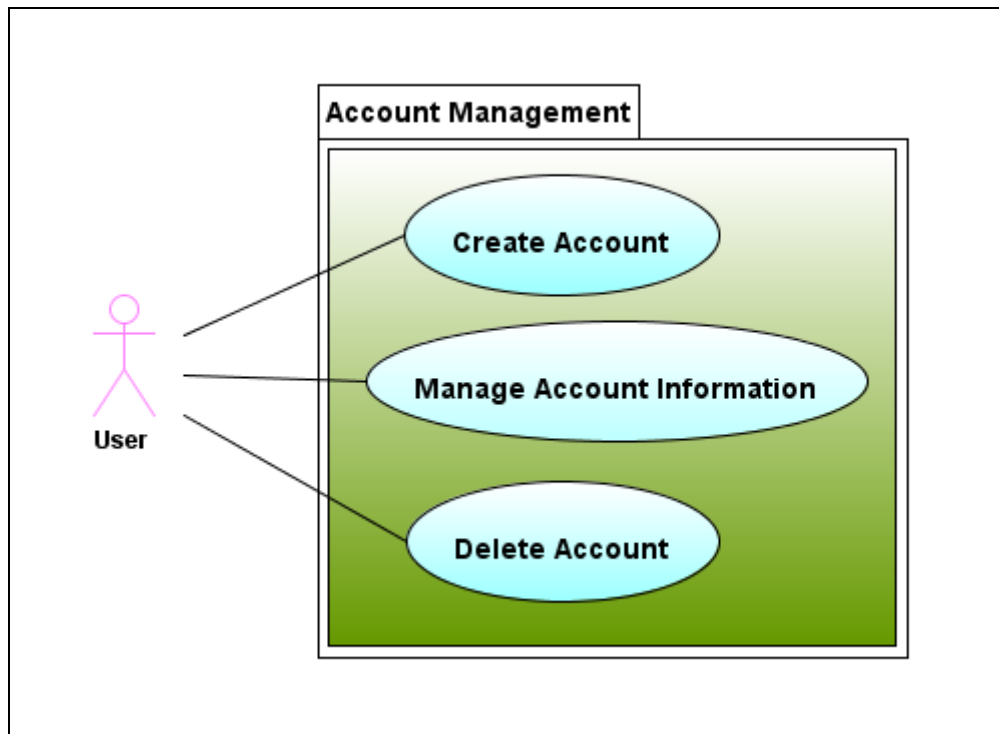 Account Management
Create Account
Manage Account Information
User
Delete Account